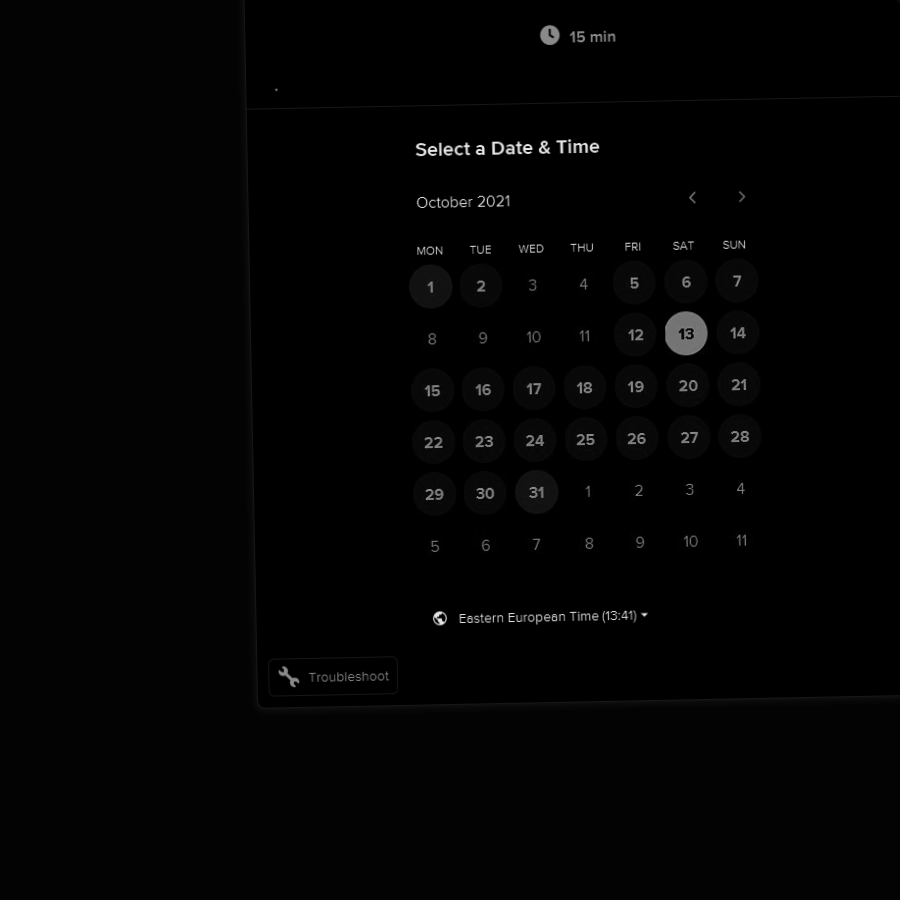 15 min
Select a Date & Time
October 2021
MON TUE WED THU FRI SAT SUN
1 2 3 4 5 6 7
8 9 10 11 12 13 14
15 16 17 18 19 20 21
22 23 24 25 26 27 28
29 30 31 1 2 3 4
5 6 7 8 9 10 11
Eastern European Time (13:41)
Troubleshoot